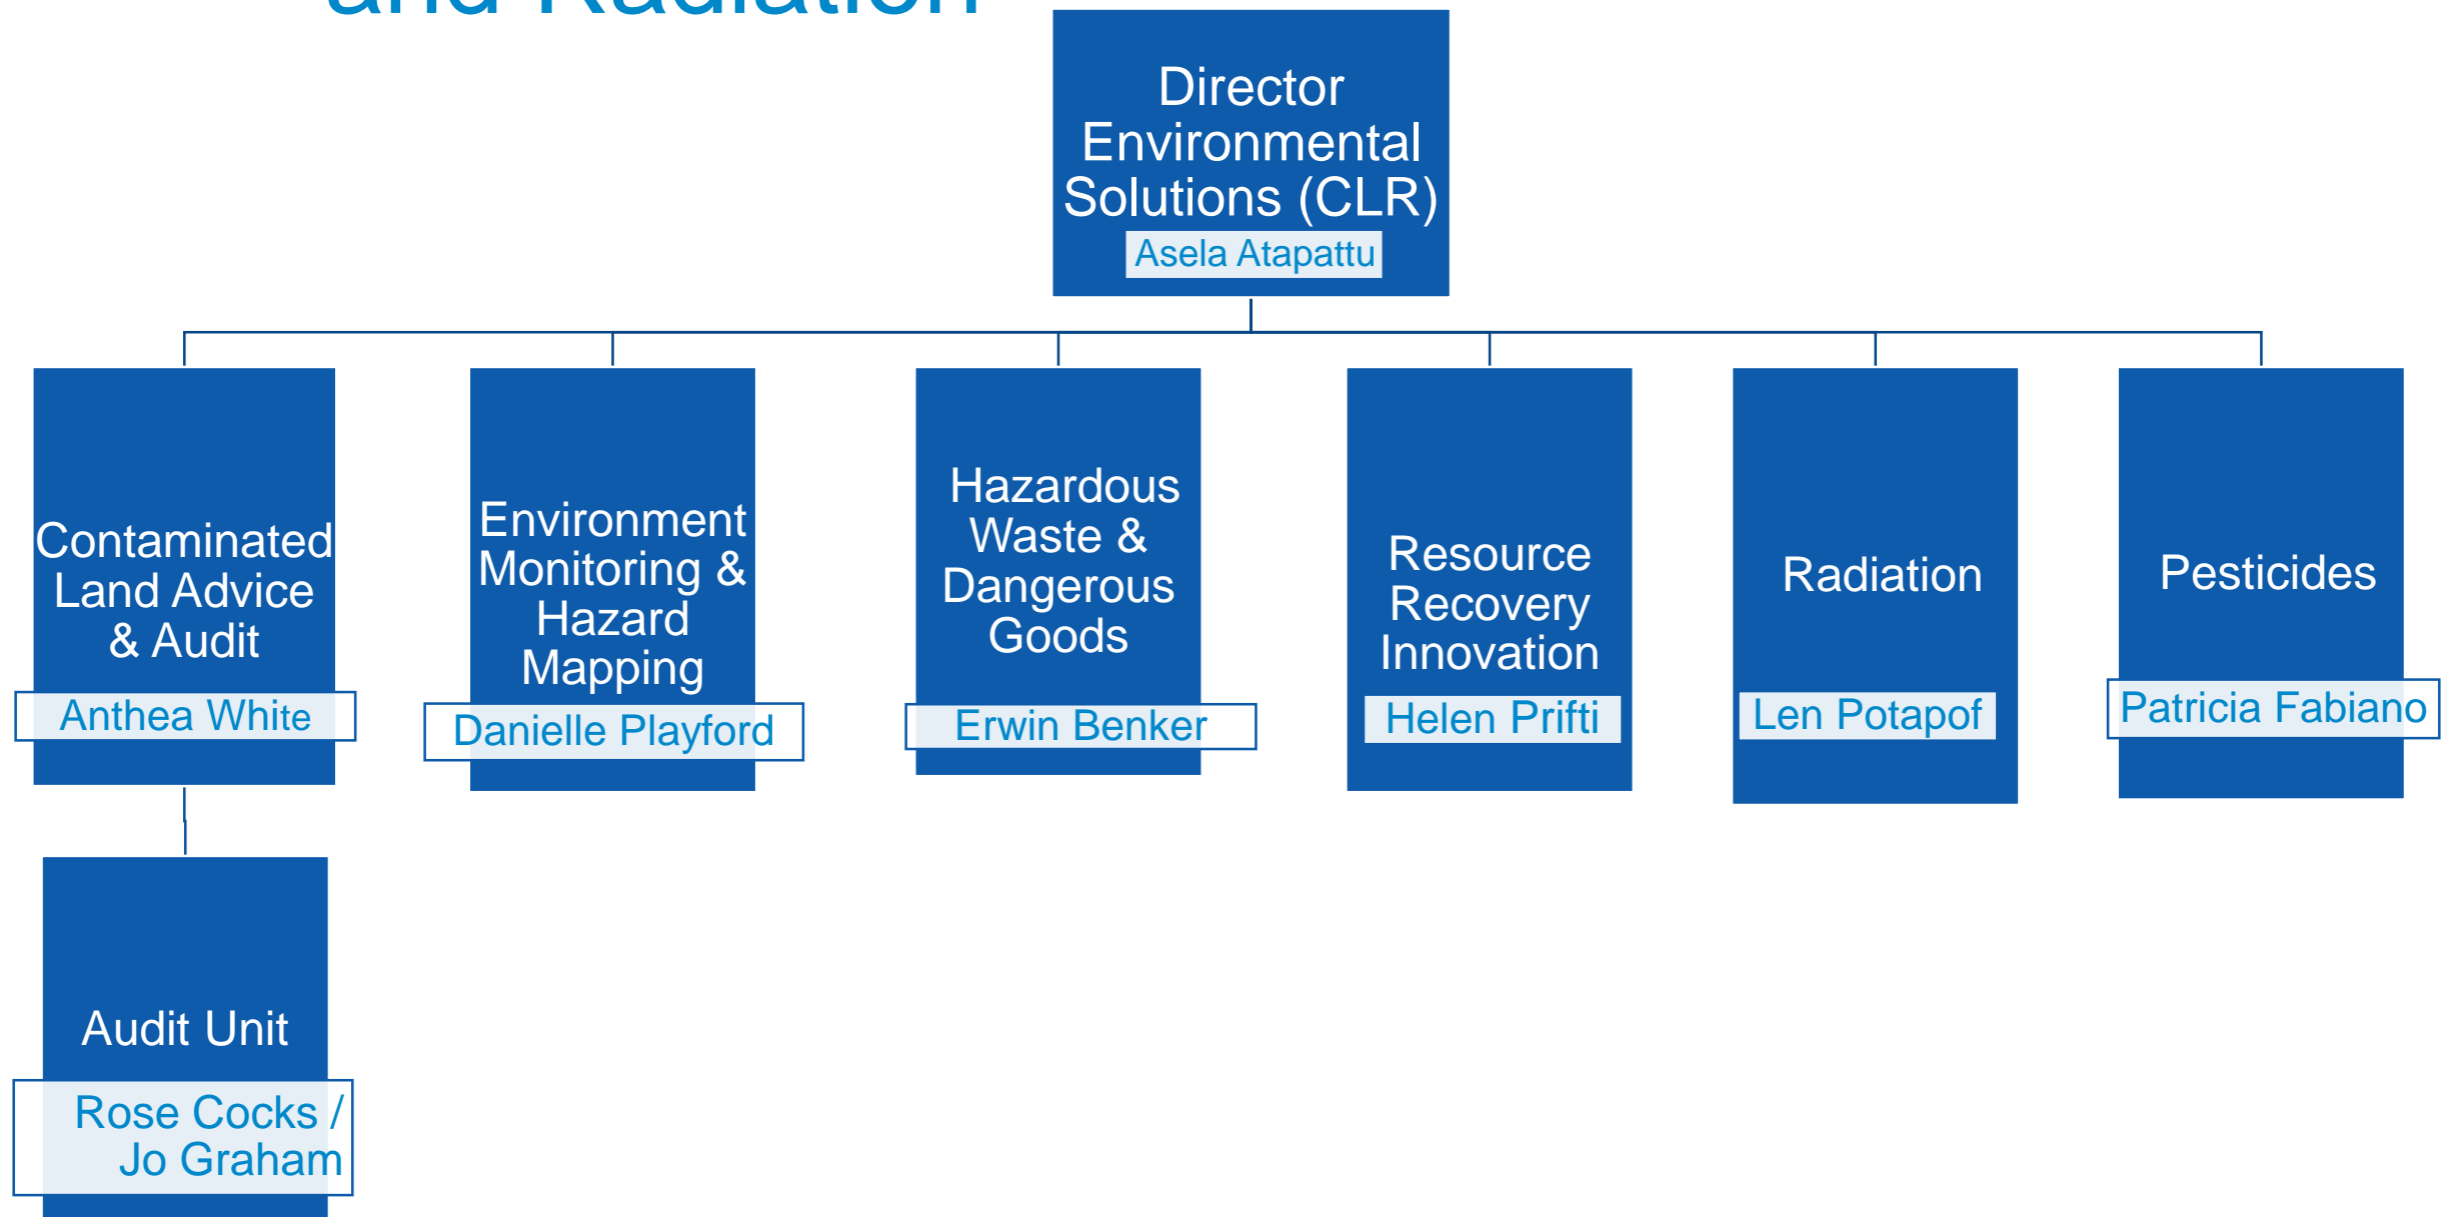 and Radiation
Director
Environmental
Solutions (CLR)
Asela Atapattu
Contaminated
Land Advice
& Audit
Anthea White
Environment
Monitoring &
Hazard
Mapping
Danielle Playford
Hazardous
Waste &
Dangerous
Goods
Erwin Benker
Resource
Recovery
Innovation
Helen Prifti
Radiation
Len Potapof
Pesticides
Patricia Fabiano
Audit Unit
Rose Cocks /
Jo Graham